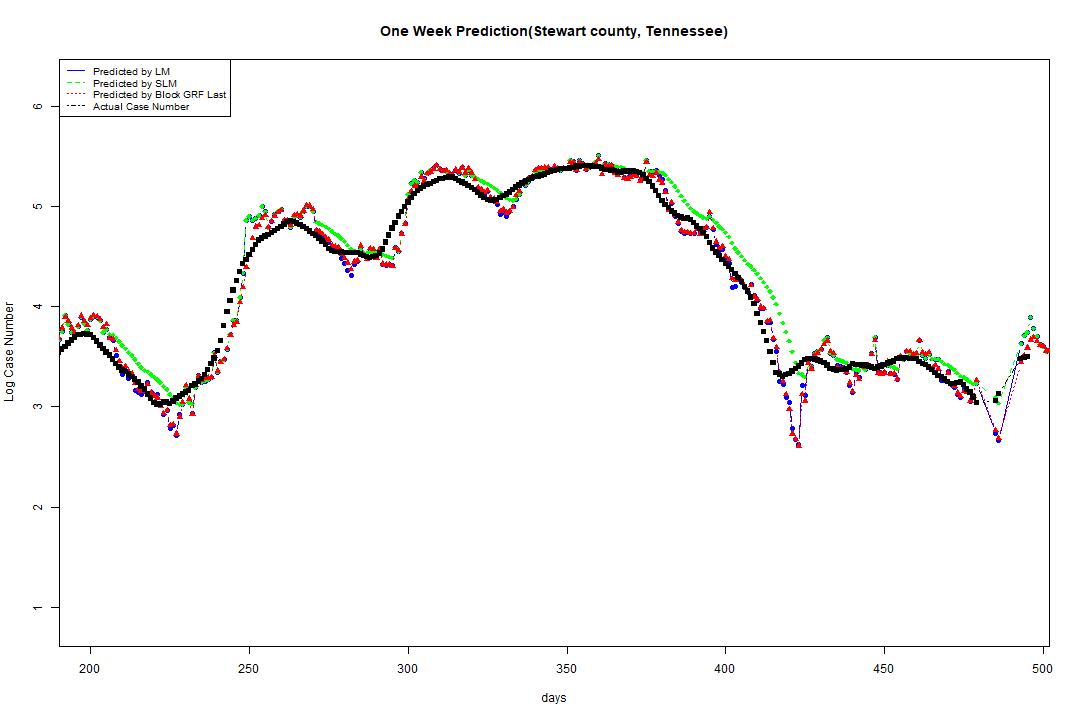 One Week Prediction(Stewart county, Tennessee)
Predicted by LM
Predicted by SLM
Predicted by Block GRF Last
Actual Case Number
Log Case Number
6
5
4
3
2
1
200 250 300 350 400 450 500
days